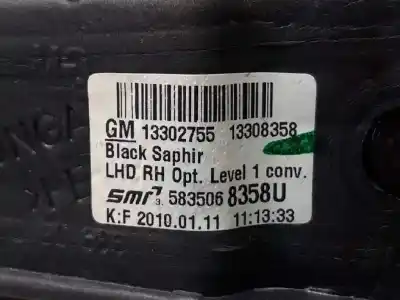 GM 13302755 13308358
Black Saphir
LHD RH Opt. Level 1 conv.
smr 3. 583506 8358U
K:F 2010.01.11 11:13:33